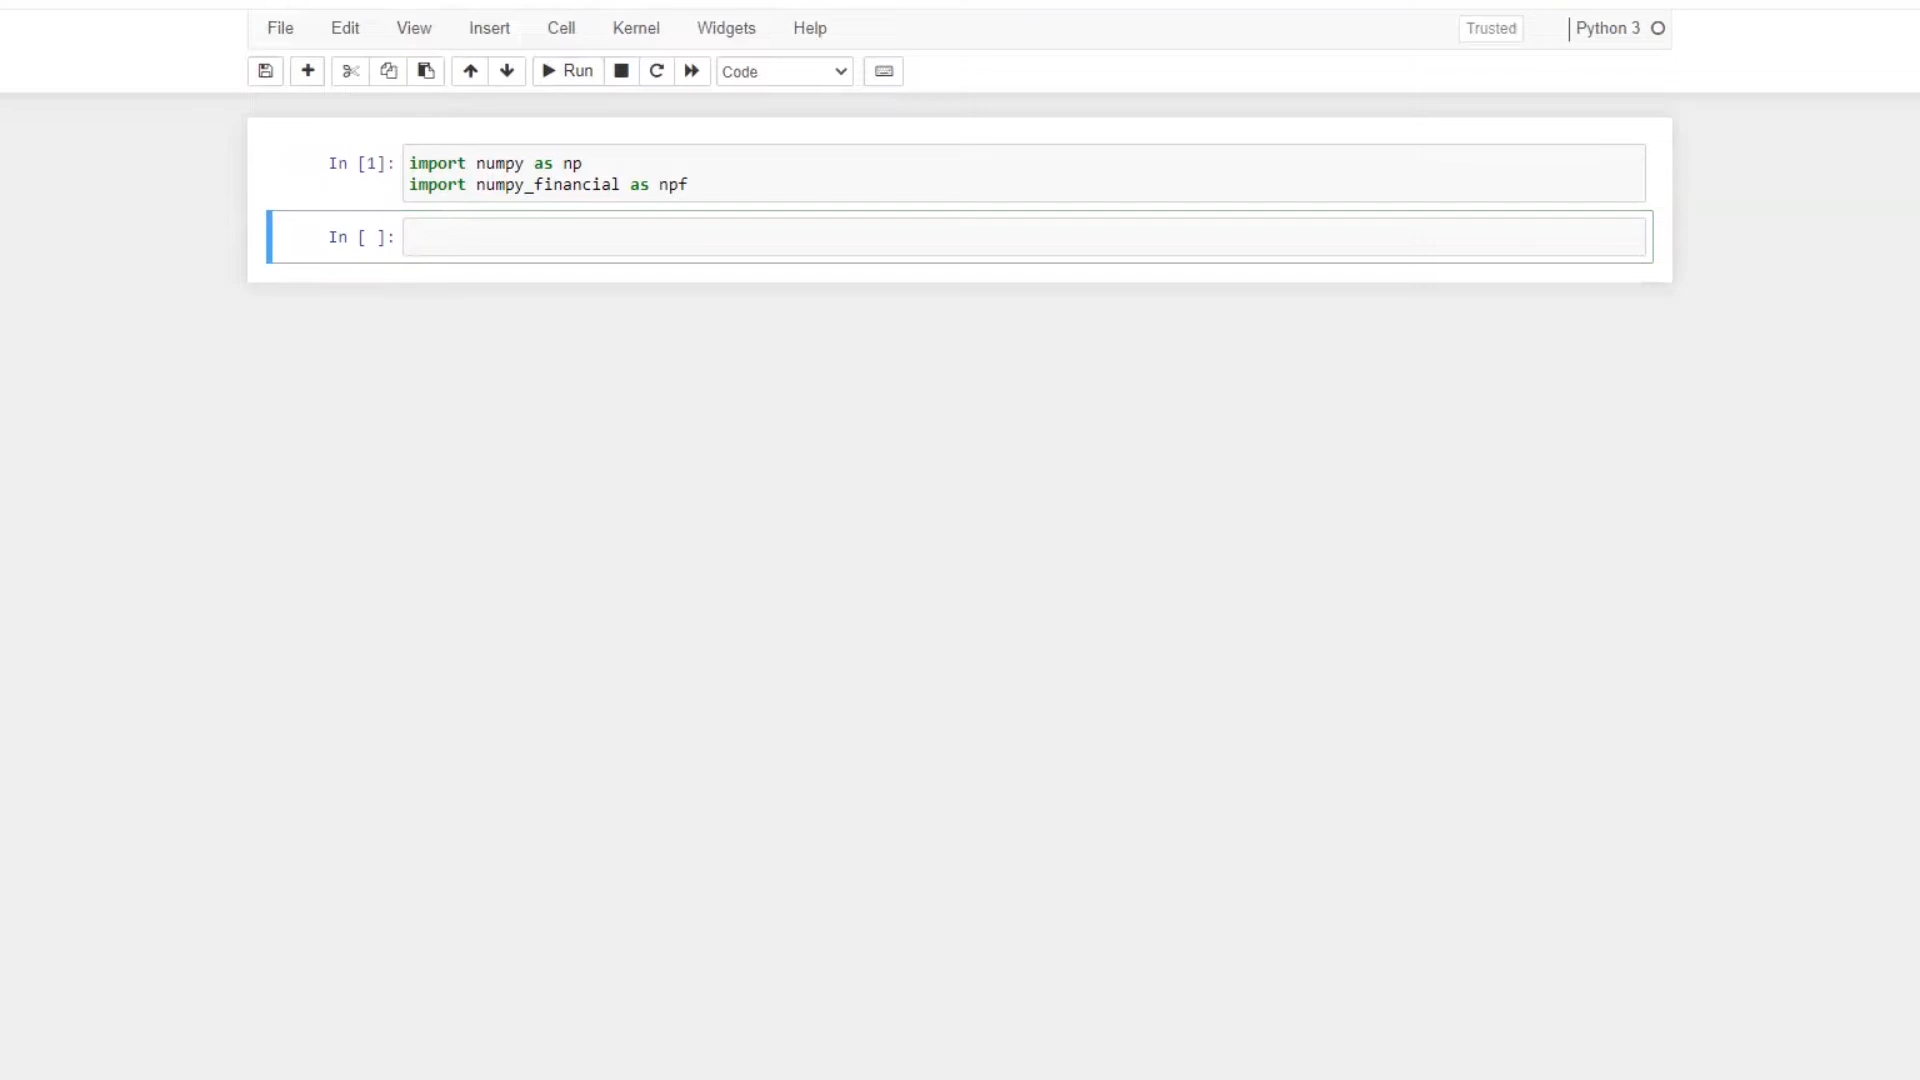 File Edit View Insert Cell Kernel Widgets Help Trusted Python 3
Run Code
In [1]: import numpy as np
import numpy_financial as npf
In [ ]: